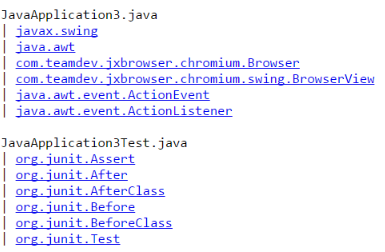 JavaApplication3.java
| javax.swing
| java.awt
| com.teamdev.jxbrowser.chromium.Browser
| com.teamdev.jxbrowser.chromium.swing.BrowserView
| java.awt.event.ActionEvent
| java.awt.event.ActionListener
JavaApplication3Test.java
| org.junit.Assert
| org.junit.After
| org.junit.AfterClass
| org.junit.Before
| org.junit.BeforeClass
| org.junit.Test